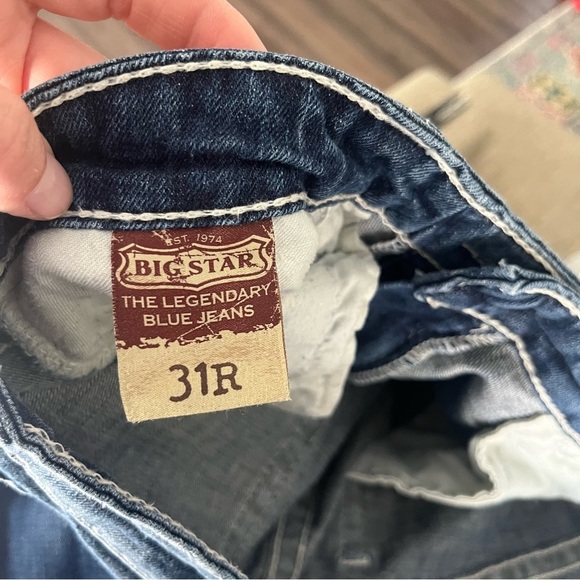 EST. 1974
BIG STAR
THE LEGENDARY
BLUE JEANS
31R